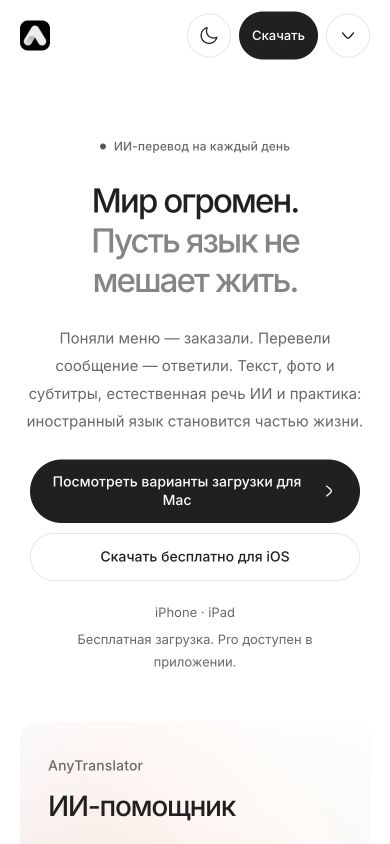 Скачать
ИИ-перевод на каждый день
Мир огромен.
Пусть язык не
мешает жить.
Поняли меню — заказали. Перевели
сообщение — ответили. Текст, фото и
субтитры, естественная речь ИИ и практика:
иностранный язык становится частью жизни.
Посмотреть варианты загрузки для
Mac
Скачать бесплатно для iOS
iPhone · iPad
Бесплатная загрузка. Pro доступен в
приложении.
AnyTranslator
ИИ-помощник